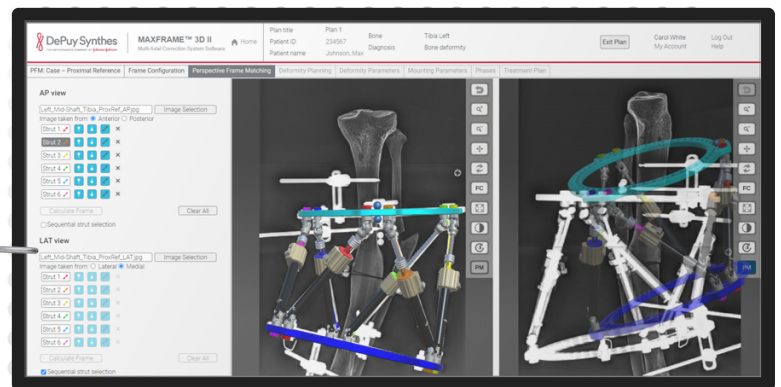 DePuy Synthes
MAXFRAME™ 3D II
Multi-Axial Correction System Software
Home
Plan title Plan 1
Patient ID 234567
Patient name Johnson, Max
Bone Tibia Left
Diagnosis Bone deformity
Exit Plan
Carol White
My Account
Log Out
Help
PFM: Case – Proximal Reference
Frame Configuration
Perspective Frame Matching
Deformity Planning
Deformity Parameters
Mounting Parameters
Phases
Treatment Plan
AP view
Left_Mid-Shaft_Tibia_ProxRef_AP.jpg Image Selection
Image taken from: Anterior Posterior
Strut 1
Strut 2
Strut 3
Strut 4
Strut 5
Strut 6
Calculate Frame Clear All
Sequential strut selection
LAT view
Left_Mid-Shaft_Tibia_ProxRef_LAT.jpg Image Selection
Image taken from: Lateral Medial
Strut 1
Strut 2
Strut 3
Strut 4
Strut 5
Strut 6
Calculate Frame Clear All
Sequential strut selection
FC
PM
FC
PM